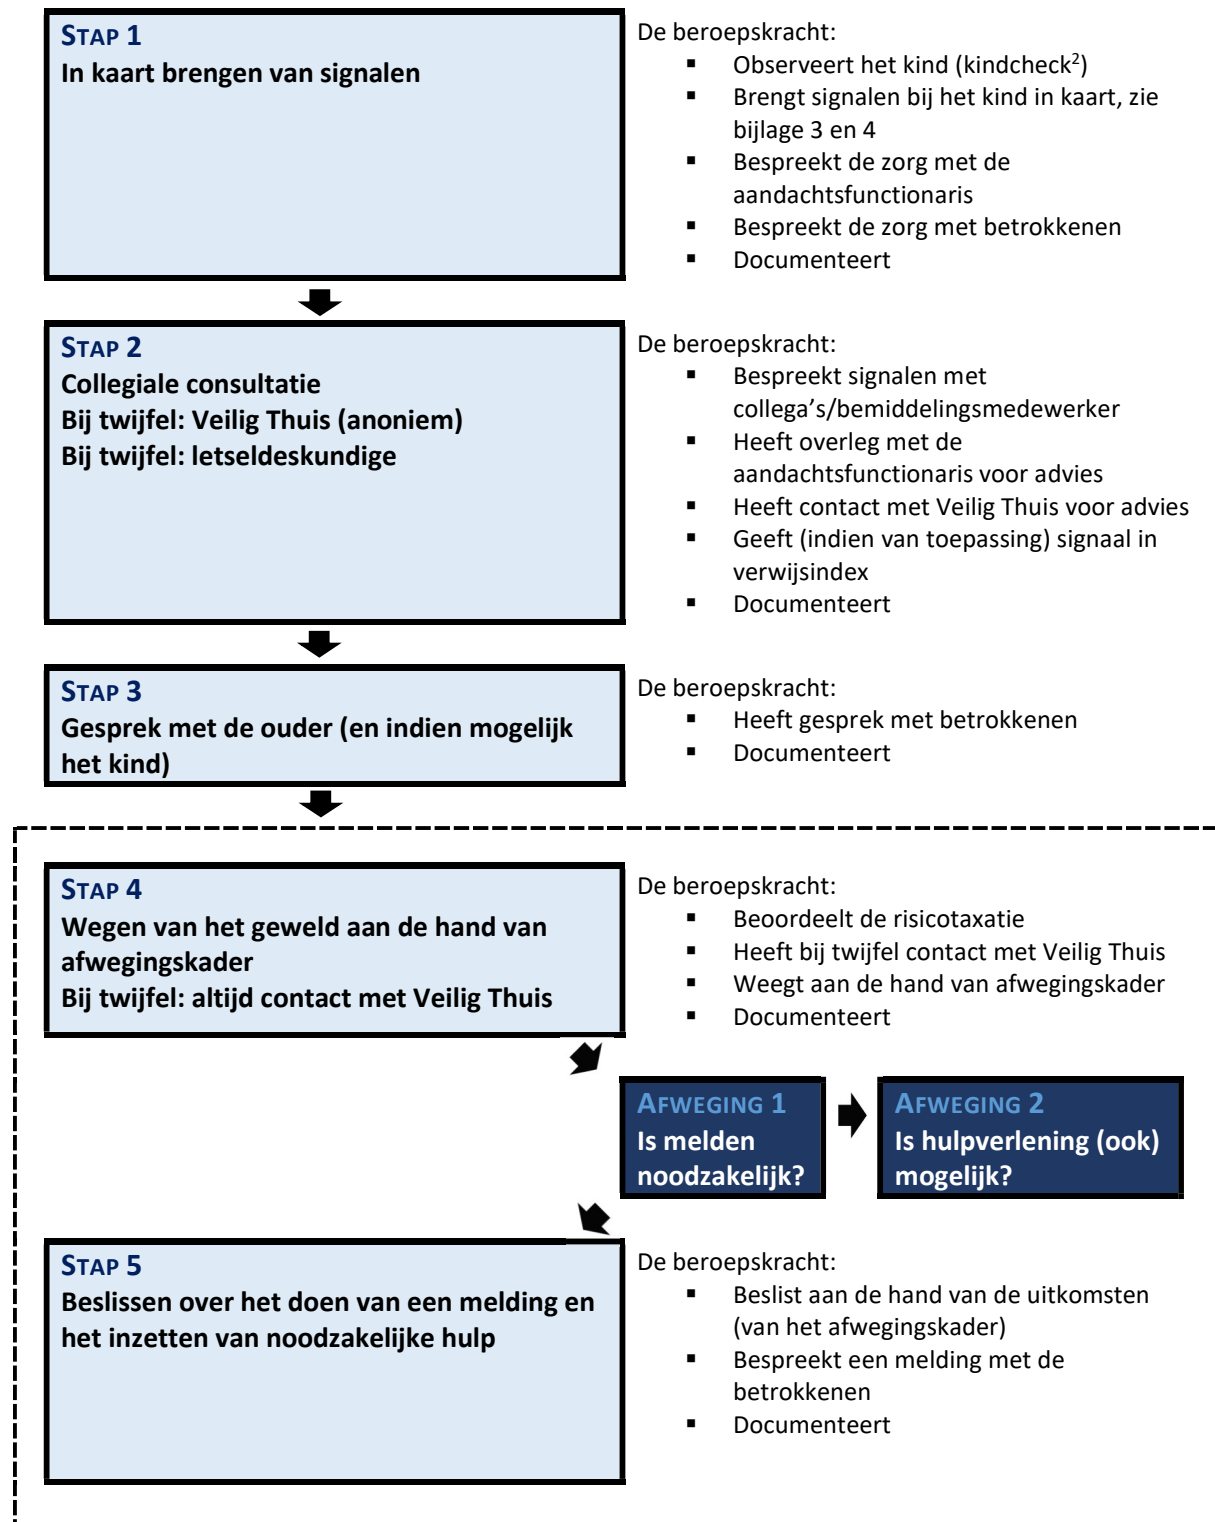 STAP 1
In kaart brengen van signalen
De beroepskracht:
▪ Observeert het kind (kindcheck²)
▪ Brengt signalen bij het kind in kaart, zie
bijlage 3 en 4
▪ Bespreekt de zorg met de
aandachtsfunctionaris
▪ Bespreekt de zorg met betrokkenen
▪ Documenteert
STAP 2
Collegiale consultatie
Bij twijfel: Veilig Thuis (anoniem)
Bij twijfel: letseldeskundige
De beroepskracht:
▪ Bespreekt signalen met
collega’s/bemiddelingsmedewerker
▪ Heeft overleg met de
aandachtsfunctionaris voor advies
▪ Heeft contact met Veilig Thuis voor advies
▪ Geeft (indien van toepassing) signaal in
verwijsindex
▪ Documenteert
STAP 3
Gesprek met de ouder (en indien mogelijk
het kind)
De beroepskracht:
▪ Heeft gesprek met betrokkenen
▪ Documenteert
STAP 4
Wegen van het geweld aan de hand van
afwegingskader
Bij twijfel: altijd contact met Veilig Thuis
De beroepskracht:
▪ Beoordeelt de risicotaxatie
▪ Heeft bij twijfel contact met Veilig Thuis
▪ Weegt aan de hand van afwegingskader
▪ Documenteert
AFWEGING 1
Is melden
noodzakelijk?
AFWEGING 2
Is hulpverlening (ook)
mogelijk?
STAP 5
Beslissen over het doen van een melding en
het inzetten van noodzakelijke hulp
De beroepskracht:
▪ Beslist aan de hand van de uitkomsten
(van het afwegingskader)
▪ Bespreekt een melding met de
betrokkenen
▪ Documenteert